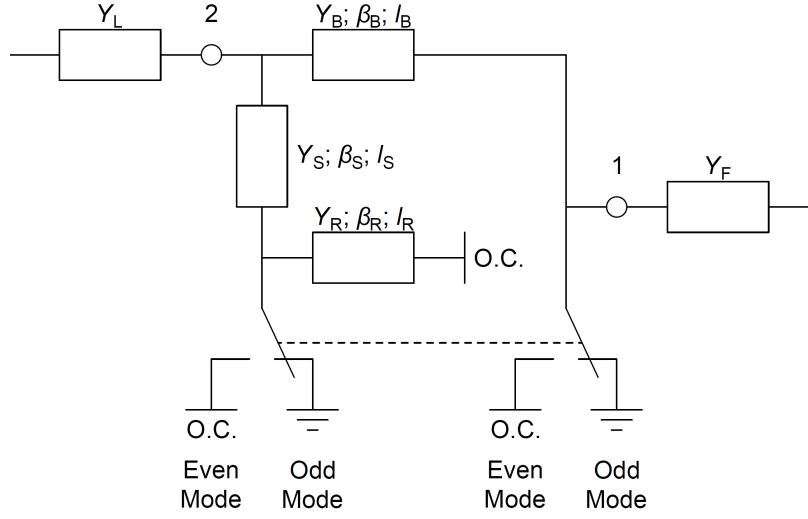 Y_L
2
Y_B; β_B; l_B
Y_S; β_S; l_S
1
Y_F
Y_R; β_R; l_R
O.C.
O.C.
O.C.
Even Mode
Odd Mode
Even Mode
Odd Mode